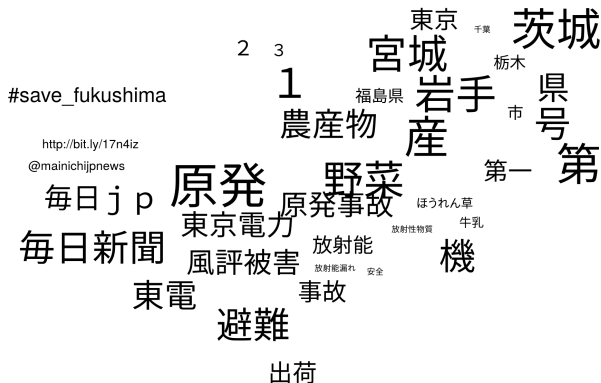 東京
千葉
茨城
２
３
宮城
栃木
１
福島県
岩手
県
#save_fukushima
市
号
農産物
産
http://bit.ly/17n4iz
@mainichijpnews
第一
第
毎日ｊｐ
原発
野菜
原発事故
ほうれん草
東京電力
放射性物質
牛乳
毎日新聞
放射能
機
風評被害
放射能漏れ
安全
東電
事故
避難
出荷